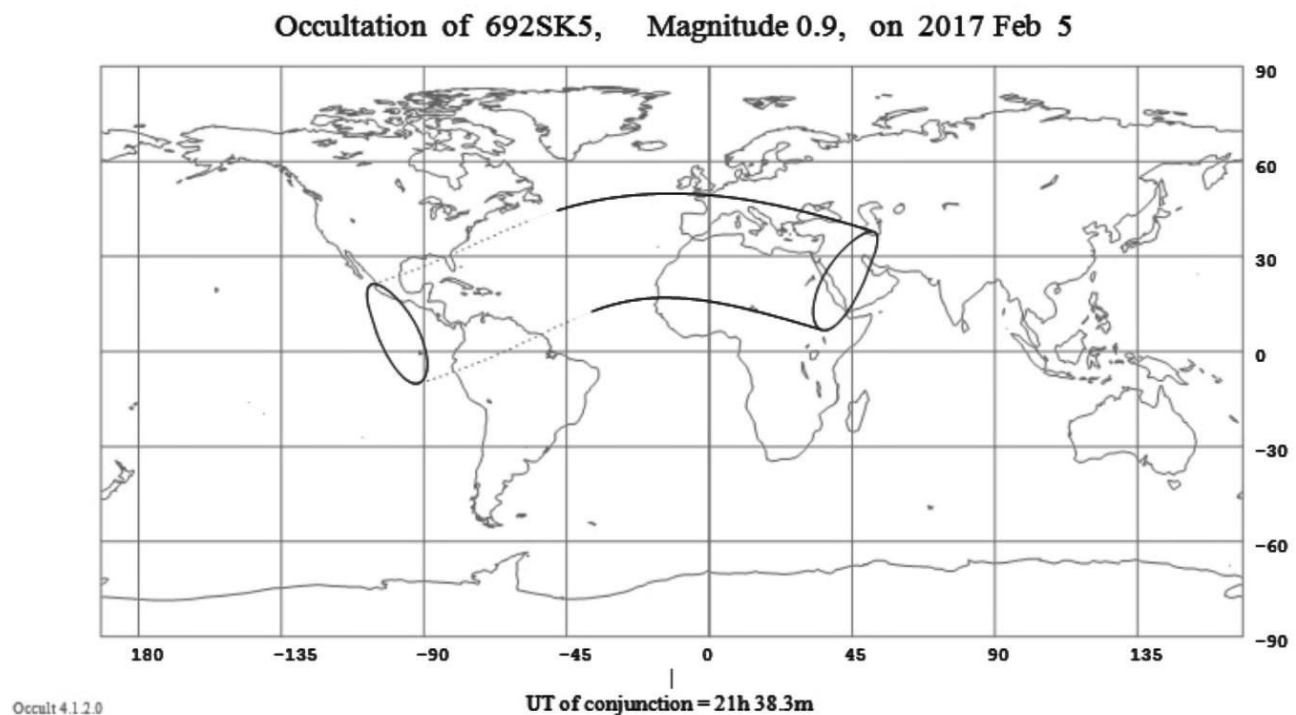 Occultation of 692SK5, Magnitude 0.9, on 2017 Feb 5
90
60
30
0
−30
−60
−90
180 −135 −90 −45 0 45 90 135
UT of conjunction = 21h 38.3m
Occult 4.1.2.0